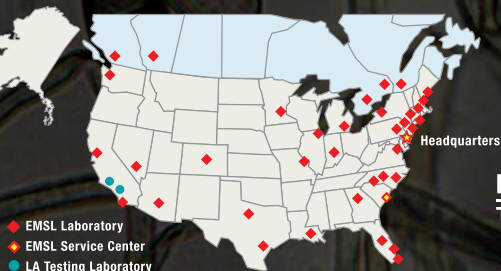 Headquarters
EMSL Laboratory
EMSL Service Center
LA Testing Laboratory